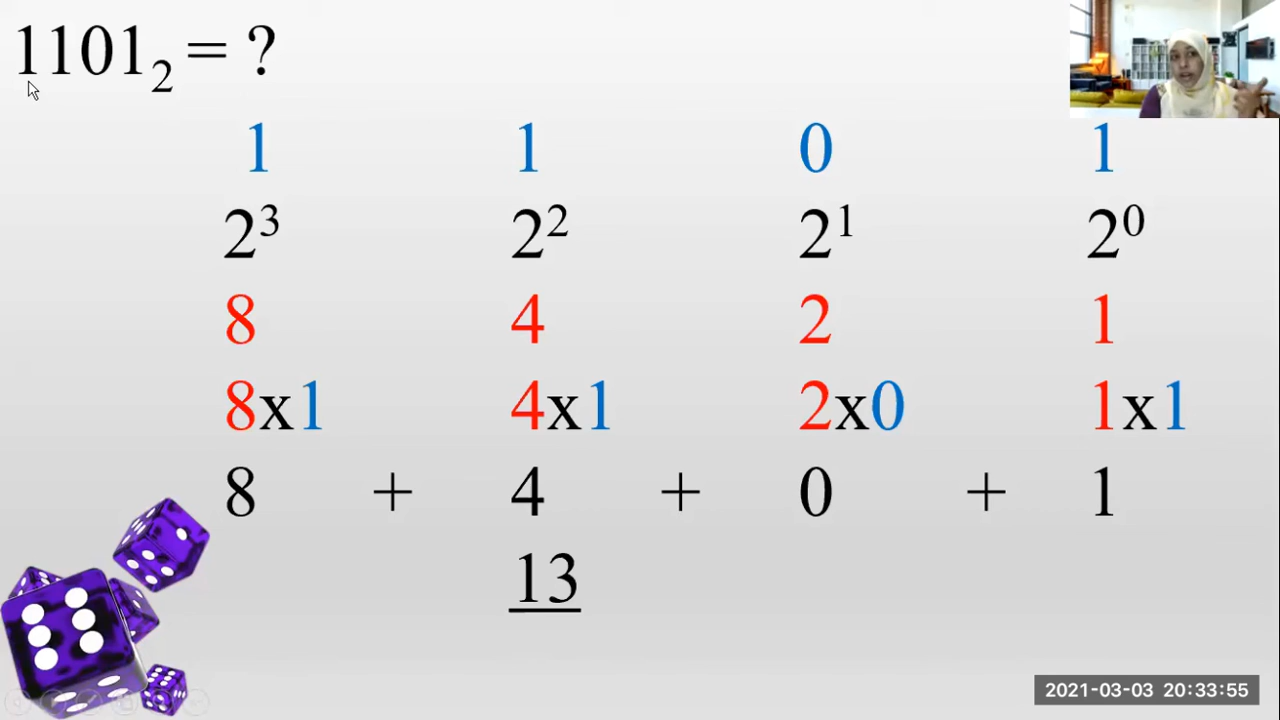 1101₂ = ?
1 1 0 1
2³ 2² 2¹ 2⁰
8 4 2 1
8x1 4x1 2x0 1x1
8 + 4 + 0 + 1
13
2021-03-03 20:33:55